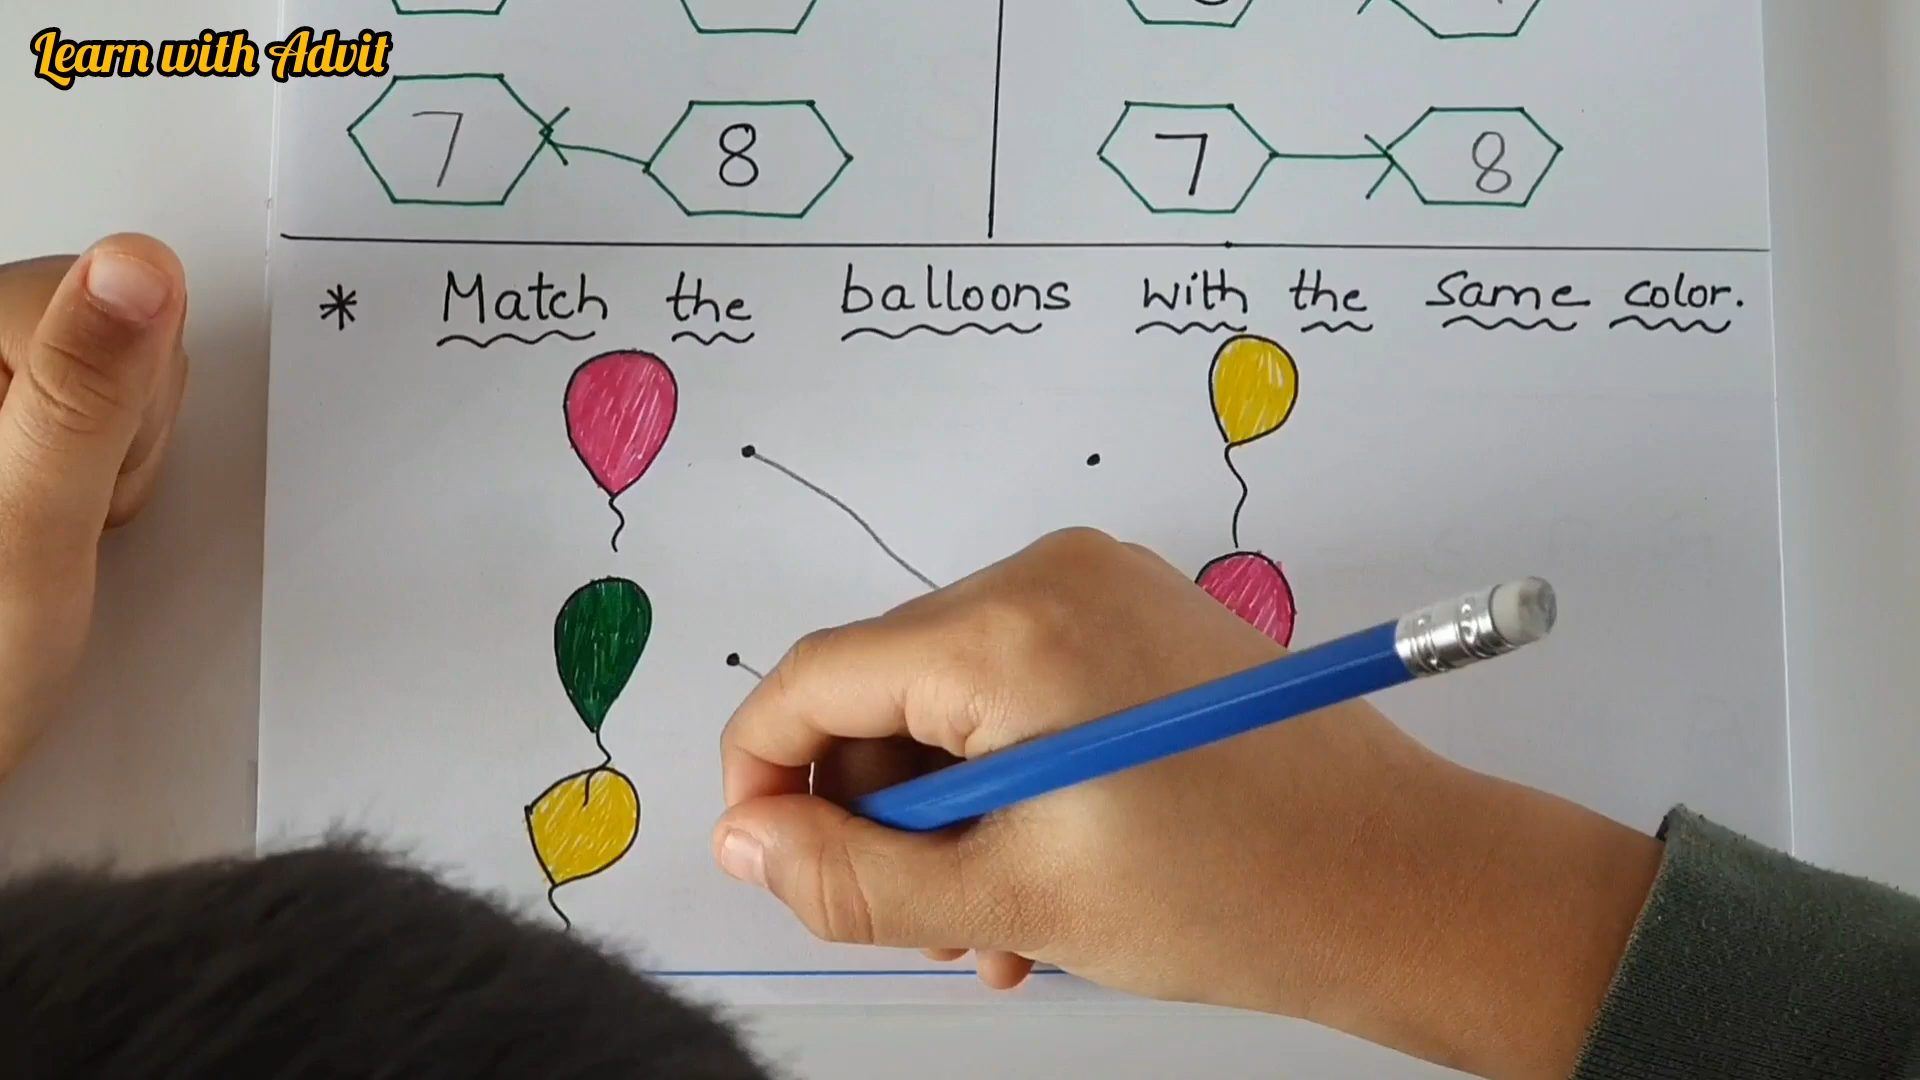 Learn with Advit
7 8 7 8
* Match the balloons with the same color.